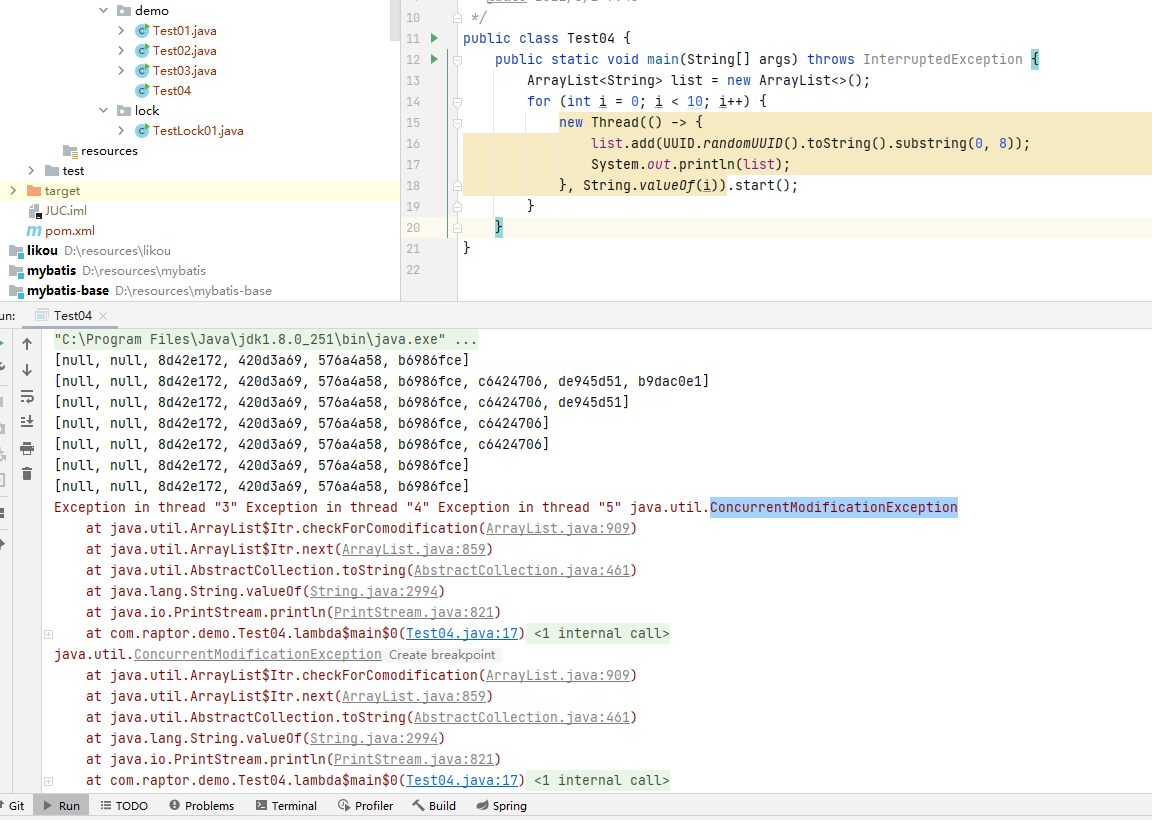 demo
Test01.java
Test02.java
Test03.java
Test04
lock
TestLock01.java
resources
test
target
JUC.iml
pom.xml
likou D:\resources\likou
mybatis D:\resources\mybatis
mybatis-base D:\resources\mybatis-base
10 */
11 public class Test04 {
12 public static void main(String[] args) throws InterruptedException {
13 ArrayList<String> list = new ArrayList<>();
14 for (int i = 0; i < 10; i++) {
15 new Thread(() -> {
16 list.add(UUID.randomUUID().toString().substring(0, 8));
17 System.out.println(list);
18 }, String.valueOf(i)).start();
19 }
20 }
21 }
22
un: Test04
"C:\Program Files\Java\jdk1.8.0_251\bin\java.exe" ...
[null, null, 8d42e172, 420d3a69, 576a4a58, b6986fce]
[null, null, 8d42e172, 420d3a69, 576a4a58, b6986fce, c6424706, de945d51, b9dac0e1]
[null, null, 8d42e172, 420d3a69, 576a4a58, b6986fce, c6424706, de945d51]
[null, null, 8d42e172, 420d3a69, 576a4a58, b6986fce, c6424706]
[null, null, 8d42e172, 420d3a69, 576a4a58, b6986fce, c6424706]
[null, null, 8d42e172, 420d3a69, 576a4a58, b6986fce]
[null, null, 8d42e172, 420d3a69, 576a4a58, b6986fce]
Exception in thread "3" Exception in thread "4" Exception in thread "5" java.util.ConcurrentModificationException
at java.util.ArrayList$Itr.checkForComodification(ArrayList.java:909)
at java.util.ArrayList$Itr.next(ArrayList.java:859)
at java.util.AbstractCollection.toString(AbstractCollection.java:461)
at java.lang.String.valueOf(String.java:2994)
at java.io.PrintStream.println(PrintStream.java:821)
at com.raptor.demo.Test04.lambda$main$0(Test04.java:17) <1 internal call>
java.util.ConcurrentModificationException Create breakpoint
at java.util.ArrayList$Itr.checkForComodification(ArrayList.java:909)
at java.util.ArrayList$Itr.next(ArrayList.java:859)
at java.util.AbstractCollection.toString(AbstractCollection.java:461)
at java.lang.String.valueOf(String.java:2994)
at java.io.PrintStream.println(PrintStream.java:821)
at com.raptor.demo.Test04.lambda$main$0(Test04.java:17) <1 internal call>
Git Run TODO Problems Terminal Profiler Build Spring